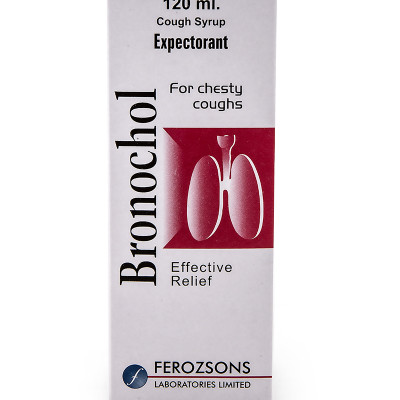 120 ml.
Cough Syrup
Expectorant
For chesty
coughs
Bronochol
Effective
Relief
f
FEROZSONS
LABORATORIES LIMITED